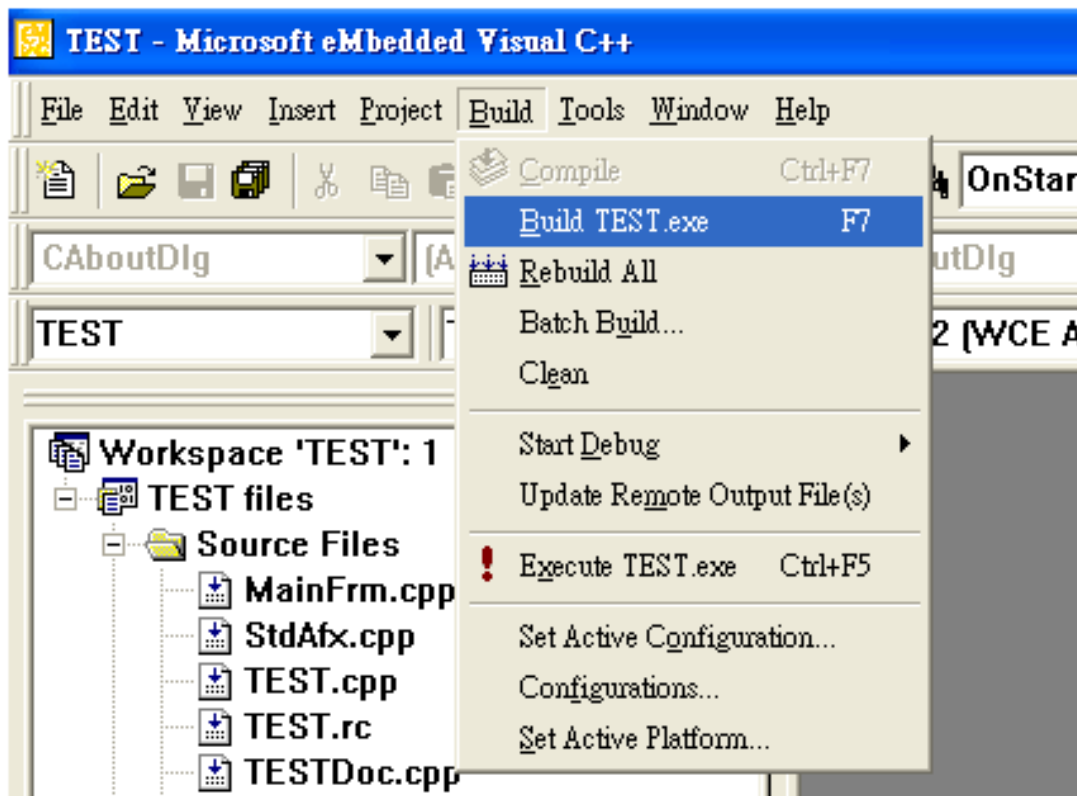 TEST - Microsoft eMbedded Visual C++
File Edit View Insert Project Build Tools Window Help
Compile Ctrl+F7
OnStar
Build TEST.exe F7
CAboutDlg (A utDlg
Rebuild All
Batch Build...
TEST 2 (WCE A
Clean
Start Debug
Workspace 'TEST': 1
Update Remote Output File(s)
TEST files
Source Files
Execute TEST.exe Ctrl+F5
MainFrm.cpp
StdAfx.cpp
Set Active Configuration...
TEST.cpp
Configurations...
TEST.rc
Set Active Platform...
TESTDoc.cpp